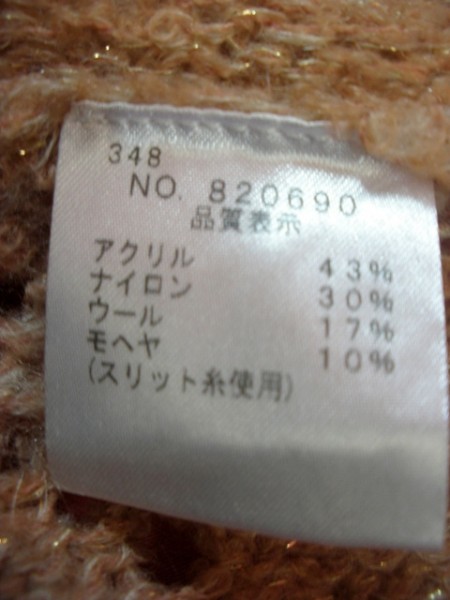 348
NO. 820690
品質表示
アクリル 43%
ナイロン 30%
ウール 17%
モヘヤ 10%
(スリット糸使用)